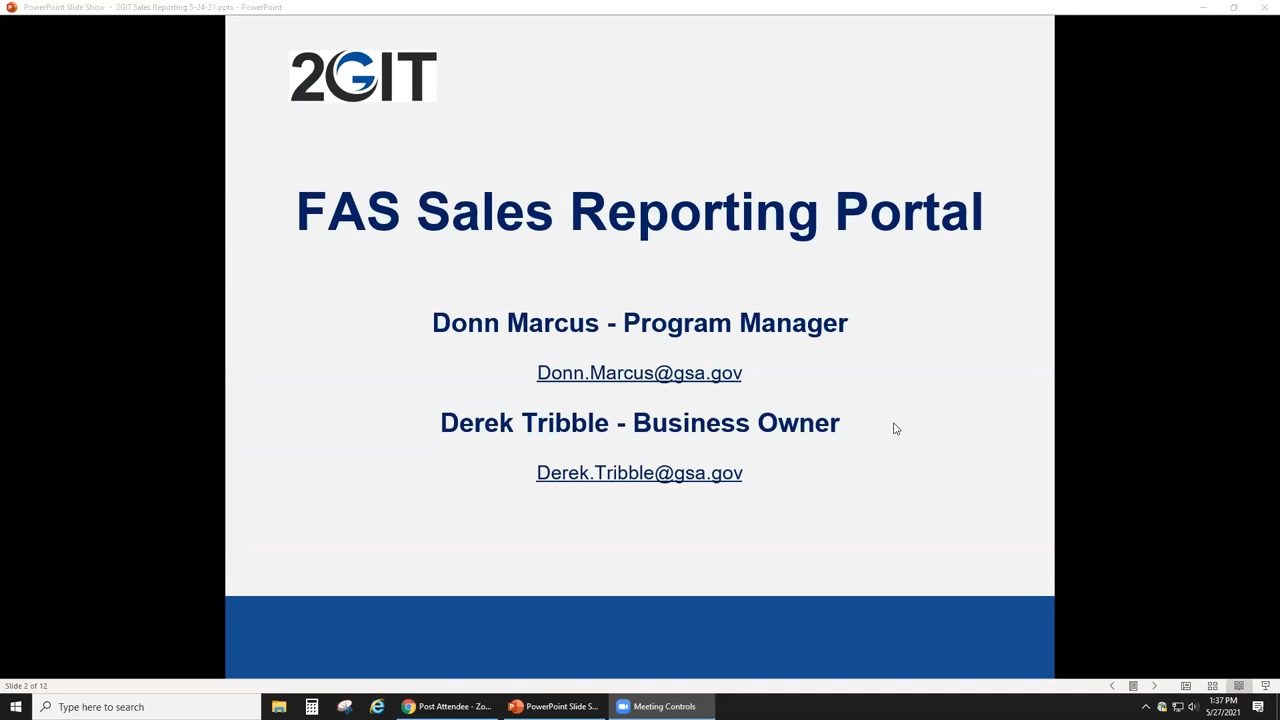 PowerPoint Slide Show - 2GIT Sales Reporting 5-24-21.pptx - PowerPoint
2GIT
FAS Sales Reporting Portal
Donn Marcus - Program Manager
Donn.Marcus@gsa.gov
Derek Tribble - Business Owner
Derek.Tribble@gsa.gov
Slide 2 of 12
Type here to search
Post Attendee - Zo...
PowerPoint Slide S...
Meeting Controls
1:37 PM
5/27/2021